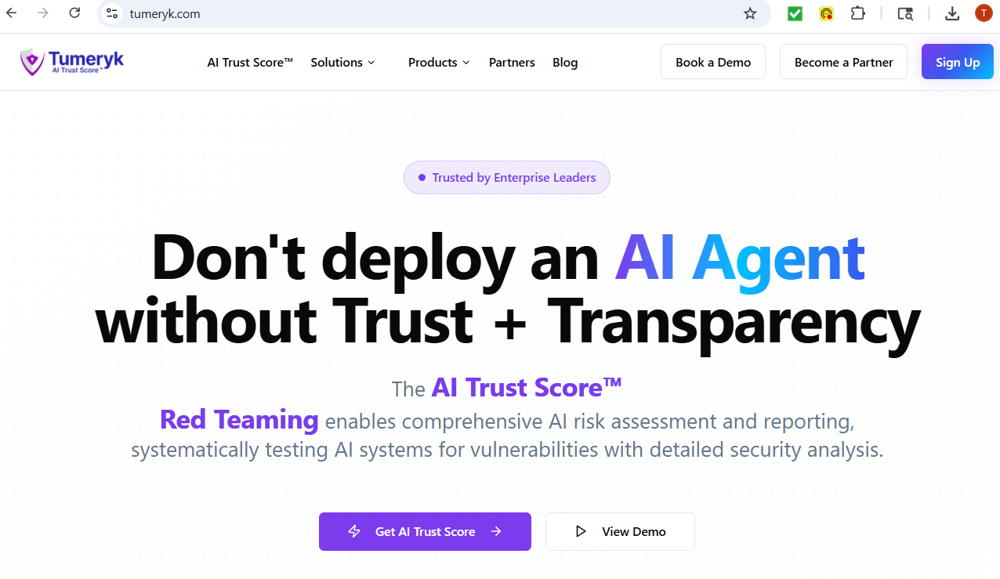 tumeryk.com
T
Tumeryk
AI Trust Score™
AI Trust Score™ Solutions Products Partners Blog Book a Demo Become a Partner Sign Up
Trusted by Enterprise Leaders
Don't deploy an AI Agent
without Trust + Transparency
The AI Trust Score™
Red Teaming enables comprehensive AI risk assessment and reporting,
systematically testing AI systems for vulnerabilities with detailed security analysis.
Get AI Trust Score View Demo